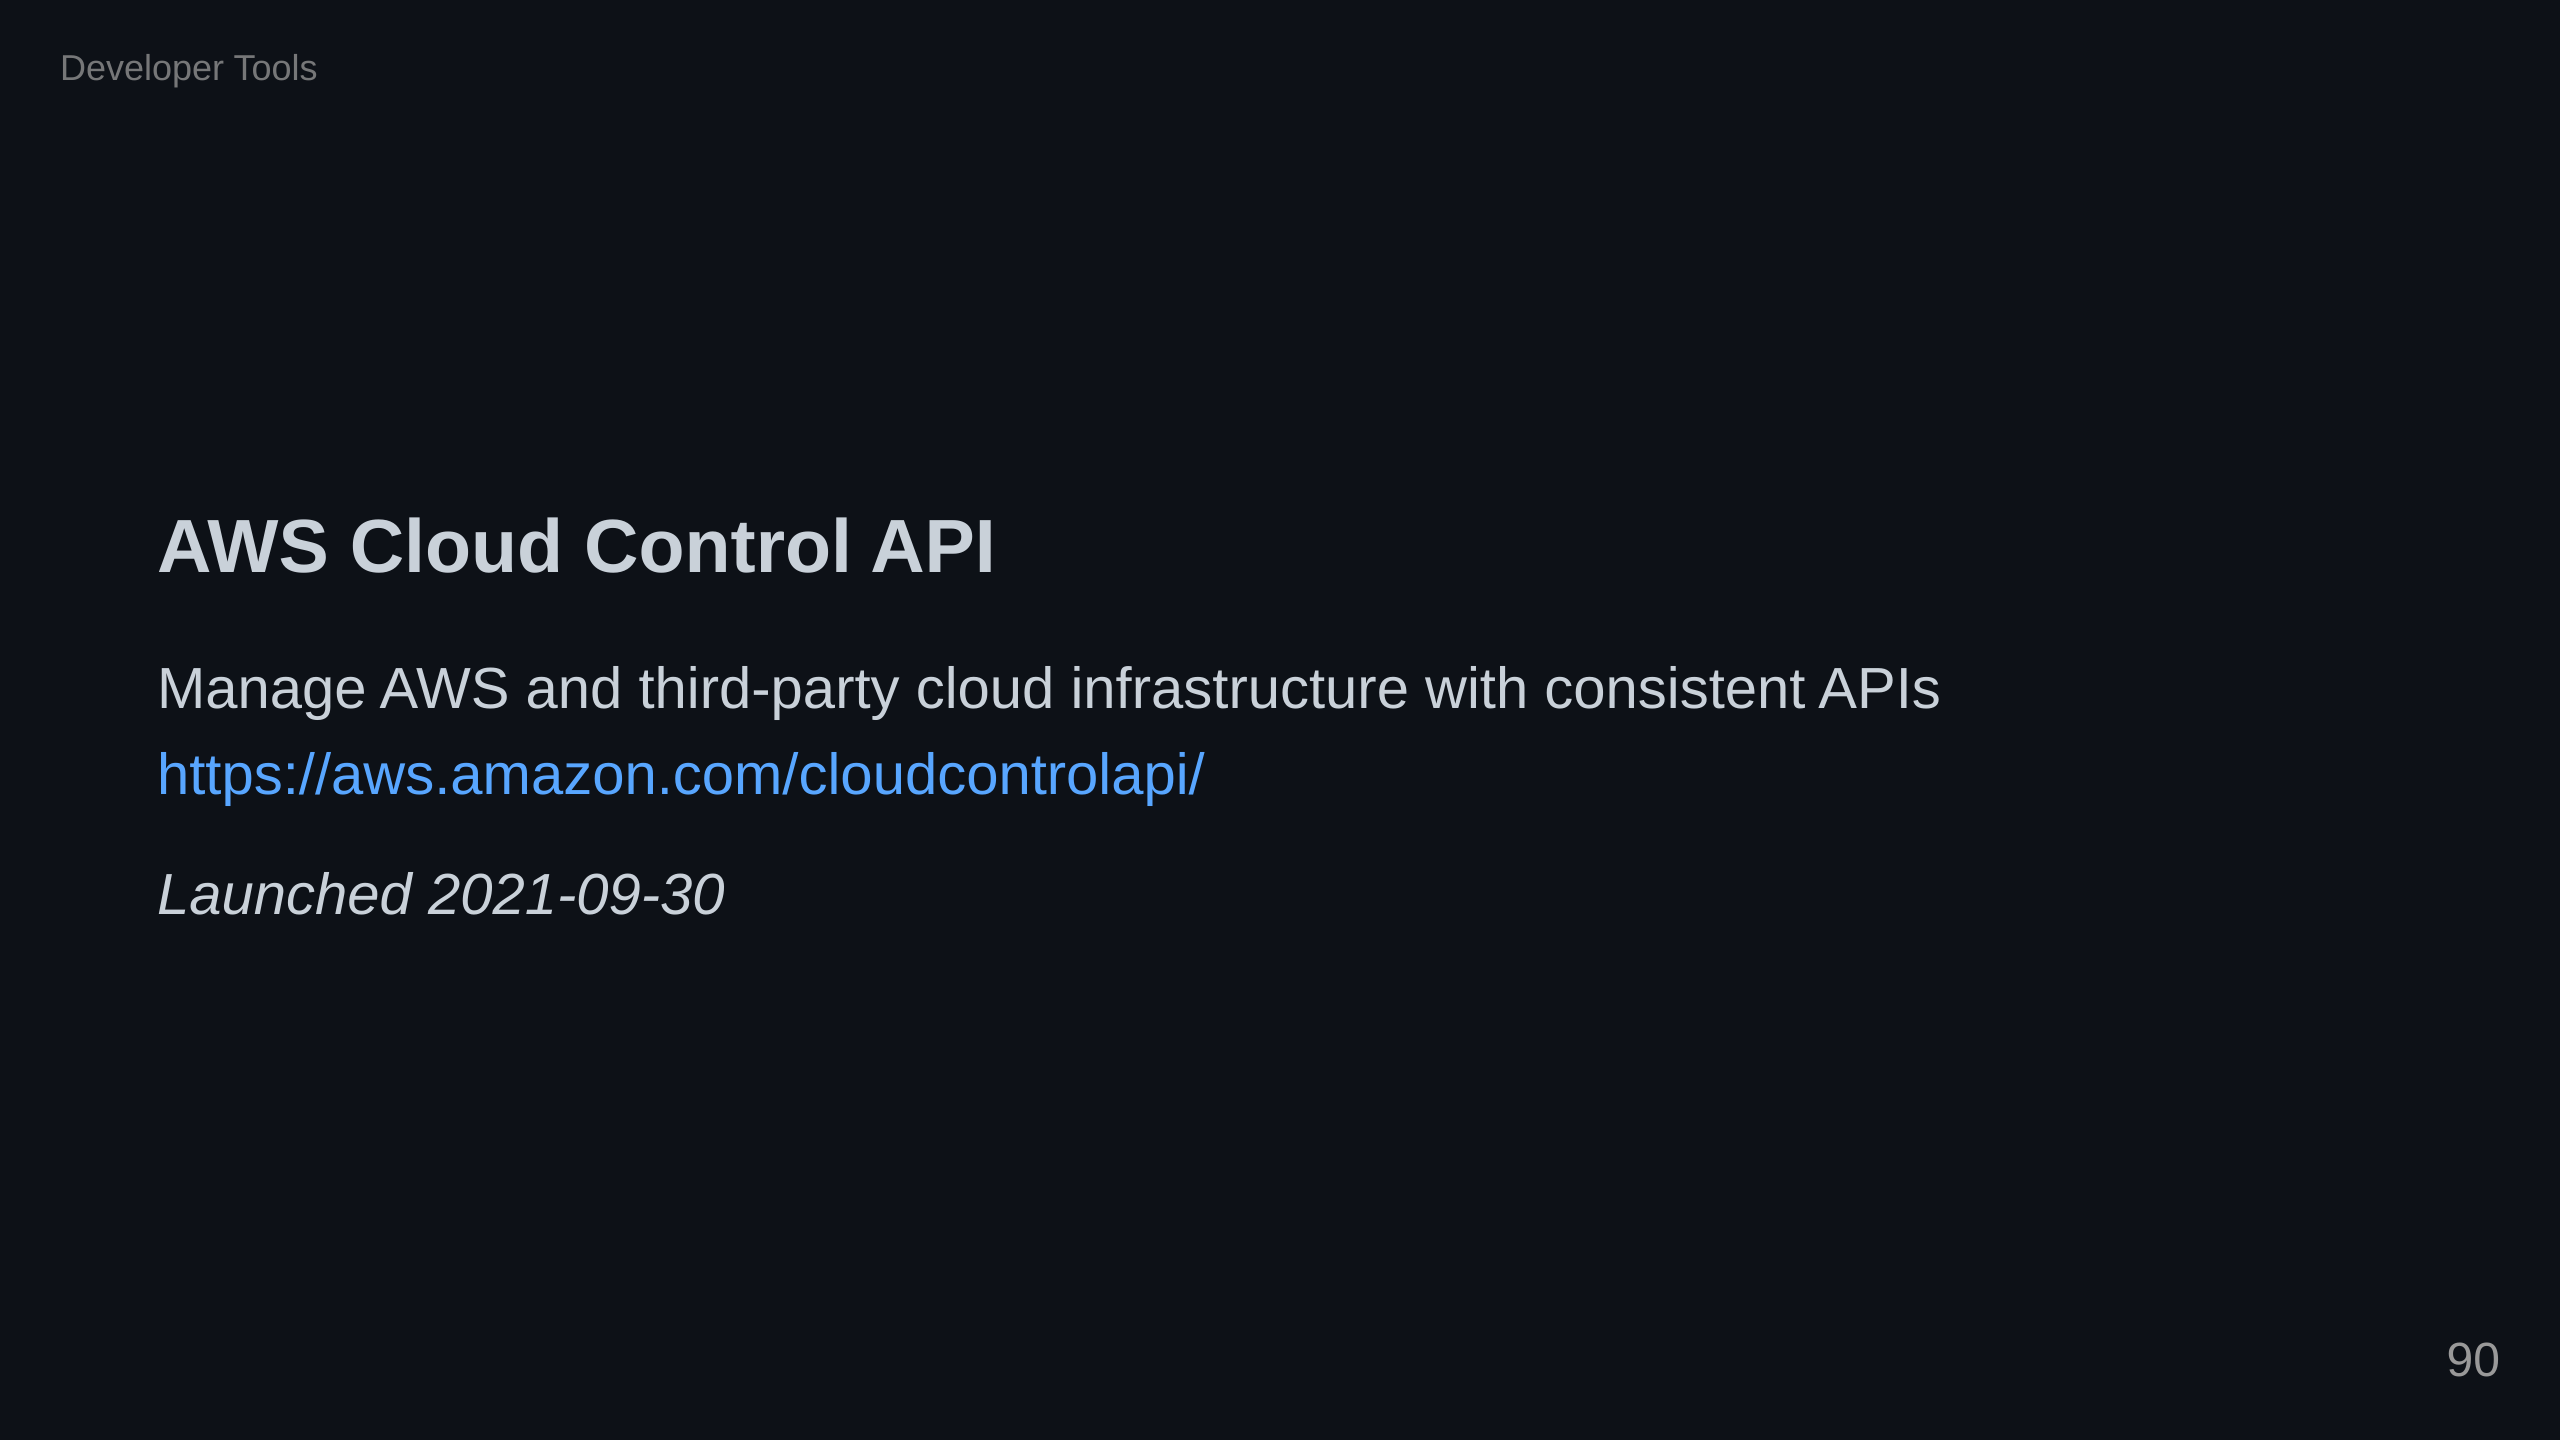 Developer Tools
AWS Cloud Control API
Manage AWS and third-party cloud infrastructure with consistent APIs
https://aws.amazon.com/cloudcontrolapi/
Launched 2021-09-30
90